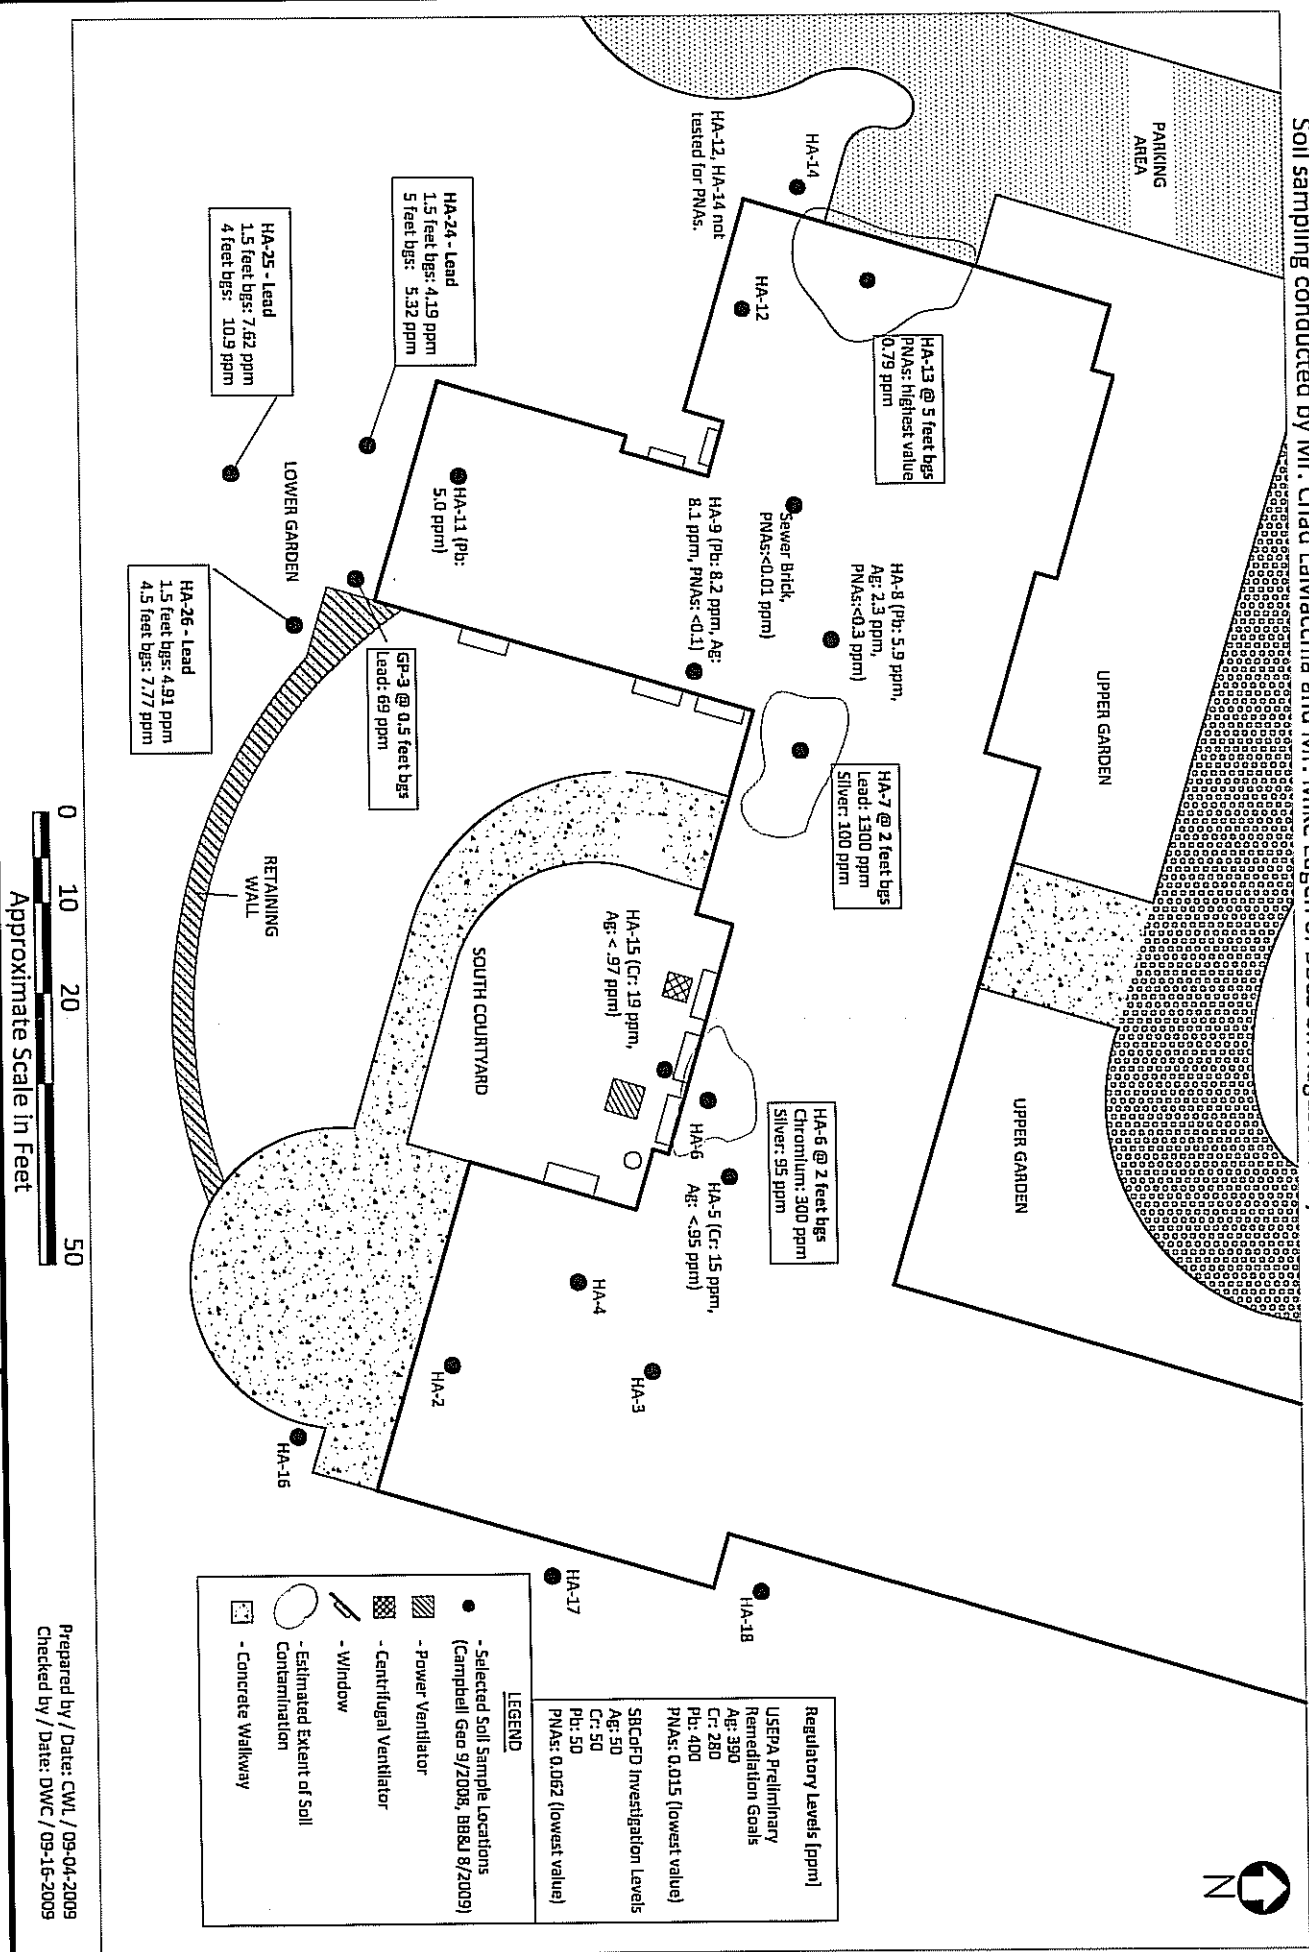 Soil sampling conducted by Mr. Chad
PARKING
AREA
HA-14
HA-12, HA-14 not
tested for PNAs.
HA-12
HA-13 @ 5 feet bgs
PNAs: highest value
0.79 ppm
UPPER GARDEN
HA-24 - Lead
1.5 feet bgs: 4.19 ppm
5 feet bgs: 5.32 ppm
HA-25 - Lead
1.5 feet bgs: 7.62 ppm
4 feet bgs: 10.9 ppm
LOWER GARDEN
HA-11 (Pb:
5.0 ppm)
Sewer Brick,
PNAs:<0.01 ppm)
HA-8 (Pb: 5.9 ppm,
Ag: 2.3 ppm,
PNAs:<0.3 ppm)
HA-9 (Pb: 8.2 ppm, Ag:
8.1 ppm, PNAs: <0.1)
HA-26 - Lead
1.5 feet bgs: 4.91 ppm
4.5 feet bgs: 7.77 ppm
GP-3 @ 0.5 feet bgs
Lead: 69 ppm
HA-7 @ 2 feet bgs
Lead: 1300 ppm
Silver: 100 ppm
RETAINING
WALL
SOUTH COURTYARD
HA-15 (Cr: 19 ppm,
Ag: <.97 ppm)
HA-6
HA-6 @ 2 feet bgs
Chromium: 300 ppm
Silver: 95 ppm
HA-5 (Cr: 15 ppm,
Ag: <.95 ppm)
UPPER GARDEN
HA-4
HA-3
HA-2
HA-16
HA-17
HA-18
Regulatory Levels [ppm]
USEPA Preliminary
Remediation Goals
Ag: 390
Cr: 280
Pb: 400
PNAs: 0.015 (lowest value)
SBCoFD Investigation Levels
Ag: 50
Cr: 50
Pb: 50
PNAs: 0.062 (lowest value)
LEGEND
- Selected Soil Sample Locations
(Campbell Geo 9/2008, BB&J 8/2009)
- Power Ventilator
- Centrifugal Ventilator
- Window
- Estimated Extent of Soil
Contamination
- Concrete Walkway
N
0 10 20 50
Approximate Scale in Feet
Prepared by / Date: CWL / 09-04-2009
Checked by / Date: DWC / 09-16-2009